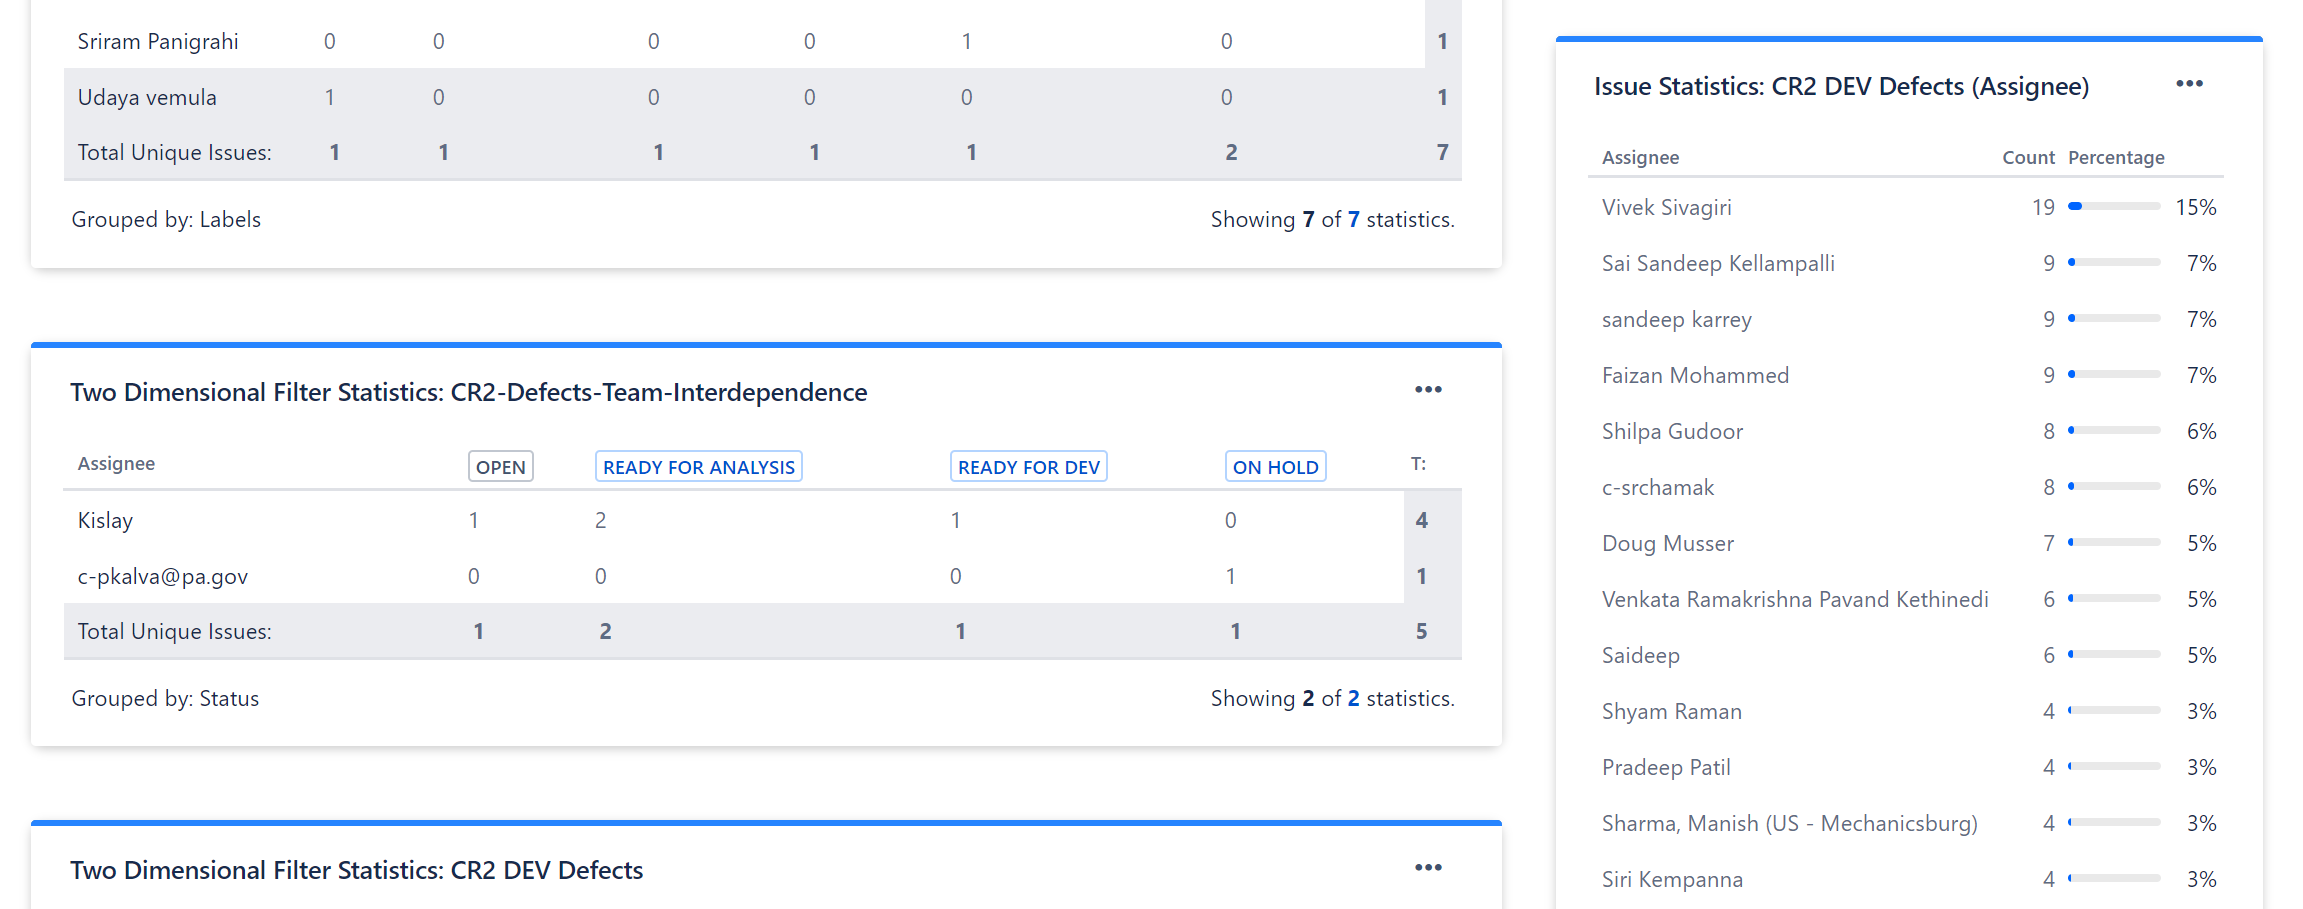 Sriram Panigrahi 0 0 0 0 1 0 1
Udaya vemula 1 0 0 0 0 0 1
Total Unique Issues: 1 1 1 1 1 2 7
Grouped by: Labels Showing 7 of 7 statistics.
Two Dimensional Filter Statistics: CR2-Defects-Team-Interdependence
Assignee OPEN READY FOR ANALYSIS READY FOR DEV ON HOLD T:
Kislay 1 2 1 0 4
c-pkalva@pa.gov 0 0 0 1 1
Total Unique Issues: 1 2 1 1 5
Grouped by: Status Showing 2 of 2 statistics.
Two Dimensional Filter Statistics: CR2 DEV Defects
Issue Statistics: CR2 DEV Defects (Assignee)
Assignee Count Percentage
Vivek Sivagiri 19 15%
Sai Sandeep Kellampalli 9 7%
sandeep karrey 9 7%
Faizan Mohammed 9 7%
Shilpa Gudoor 8 6%
c-srchamak 8 6%
Doug Musser 7 5%
Venkata Ramakrishna Pavand Kethinedi 6 5%
Saideep 6 5%
Shyam Raman 4 3%
Pradeep Patil 4 3%
Sharma, Manish (US - Mechanicsburg) 4 3%
Siri Kempanna 4 3%